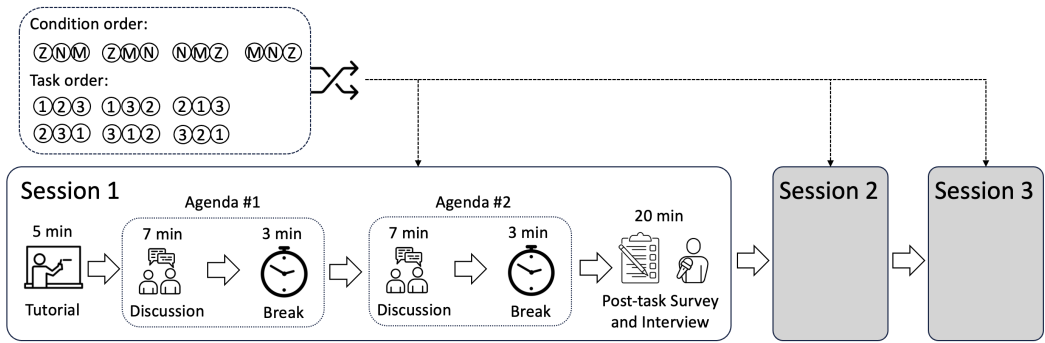 Condition order:
ZNM ZMN NMZ MNZ
Task order:
123 132 213
231 312 321
Session 1
Agenda #1
Agenda #2
5 min
7 min
3 min
7 min
3 min
20 min
Tutorial
Discussion
Break
Discussion
Break
Post-task Survey
and Interview
Session 2
Session 3